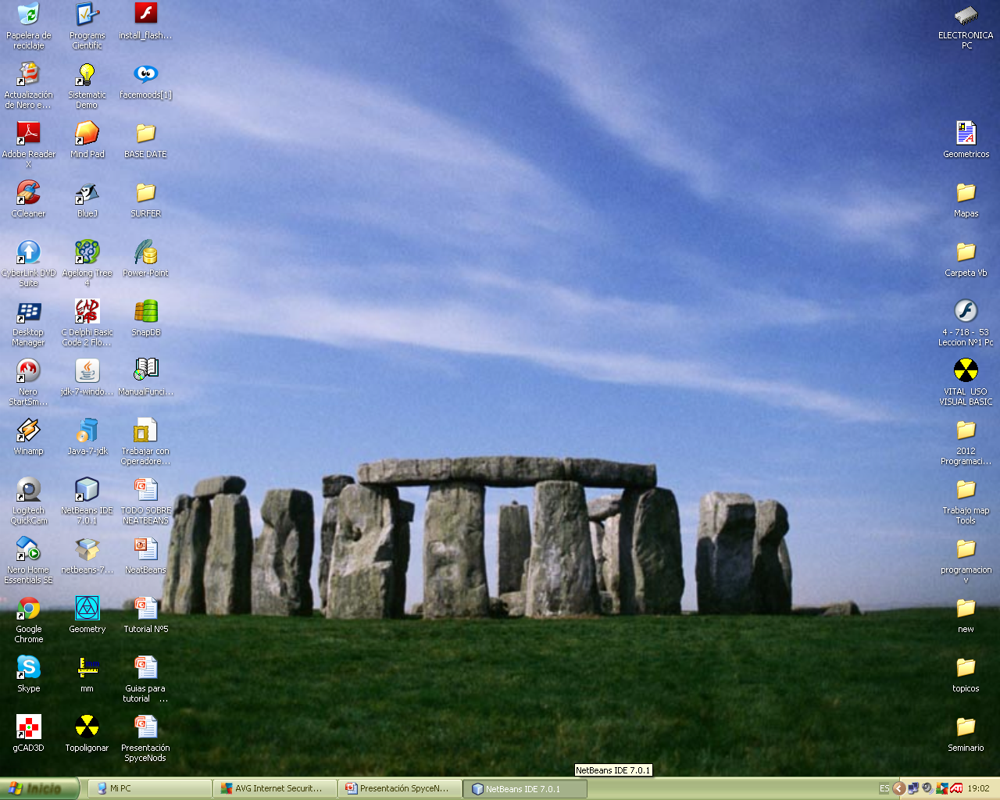 Papelera de
reciclaje
Programs
Cientific
install_flash...
ELECTRONICA
PC
Actualización
de Nero e...
Sistematic
Demo
facemoods[1]
Adobe Reader
X
Mind Pad
BASE DATE
Geometricos
CCleaner
BlueJ
SURFER
Mapas
CyberLink DVD
Suite
Agelong Tree
4
Power-Point
Carpeta Vb
Desktop
Manager
C Delphi Basic
Code 2 Flo...
SnapDB
4 - 718 - 53
Leccion Nº1 Pc
Nero
StartSm...
jdk-7-windo...
ManualFunci...
VITAL USO
VISUAL BASIC
Winamp
Java-7-jdk
Trabajar con
Operadore...
2012
Programaci...
Logitech
QuickCam
NetBeans IDE
7.0.1
TODO SOBRE
NEATBEANS
Trabajo map
Tools
Nero Home
Essentials SE
netbeans-7...
NeatBeans
programacion
v
Google
Chrome
Geometry
Tutorial Nº5
new
Skype
mm
Guias para
tutorial ...
topicos
gCAD3D
Topoligonar
Presentación
SpyceNods
Seminario
NetBeans IDE 7.0.1
Inicio
Mi PC
AVG Internet Securit...
Presentación SpyceN...
NetBeans IDE 7.0.1
ES
19:02